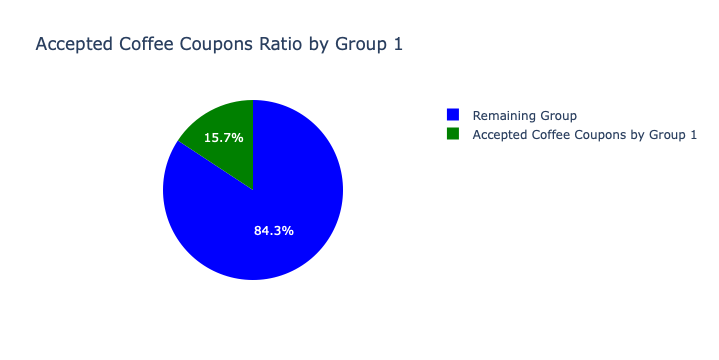 Accepted Coffee Coupons Ratio by Group 1
Remaining Group
Accepted Coffee Coupons by Group 1
15.7%
84.3%